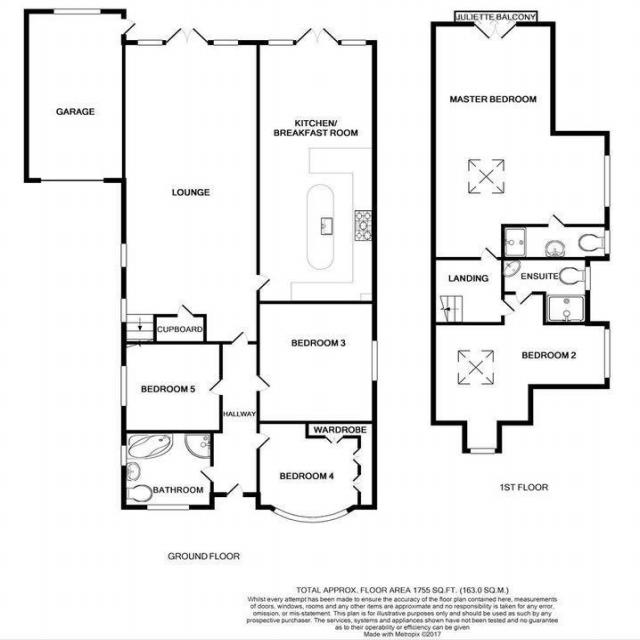 JULIETTE BALCONY
GARAGE
KITCHEN/
BREAKFAST ROOM
MASTER BEDROOM
LOUNGE
LANDING
ENSUITE
CUPBOARD
BEDROOM 3
BEDROOM 2
BEDROOM 5
HALLWAY
WARDROBE
BEDROOM 4
BATHROOM
1ST FLOOR
GROUND FLOOR
TOTAL APPROX. FLOOR AREA 1755 SQ.FT. (163.0 SQ.M.)
Whilst every attempt has been made to ensure the accuracy of the floor plan contained here, measurements
of doors, windows, rooms and any other items are approximate and no responsibility is taken for any error,
omission, or mis-statement. This plan is for illustrative purposes only and should be used as such by any
prospective purchaser. The services, systems and appliances shown have not been tested and no guarantee
as to their operability or efficiency can be given
Made with Metropix ©2017